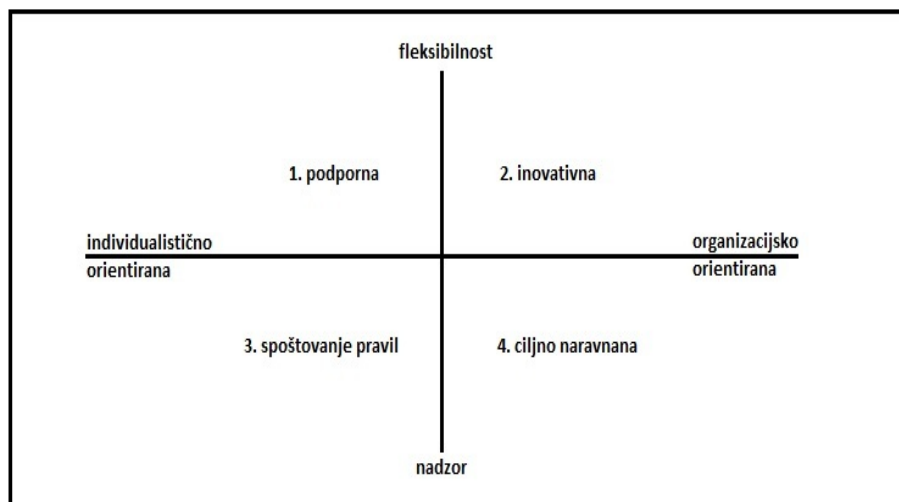 fleksibilnost
1. podporna
2. inovativna
individualistično
orientirana
organizacijsko
orientirana
3. spoštovanje pravil
4. ciljno naravnana
nadzor